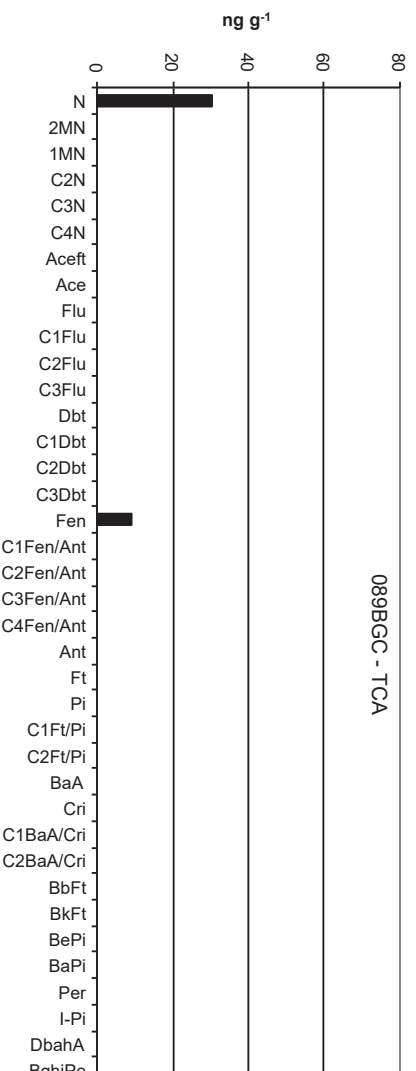 ng g-1
0
20
40
60
80
N
2MN
1MN
C2N
C3N
C4N
Aceft
Ace
Flu
C1Flu
C2Flu
C3Flu
Dbt
C1Dbt
C2Dbt
C3Dbt
Fen
C1Fen/Ant
C2Fen/Ant
C3Fen/Ant
C4Fen/Ant
Ant
Ft
Pi
C1Ft/Pi
C2Ft/Pi
BaA
Cri
C1BaA/Cri
C2BaA/Cri
BbFt
BkFt
BePi
BaPi
Per
I-Pi
DbahA
089BGC - TCA